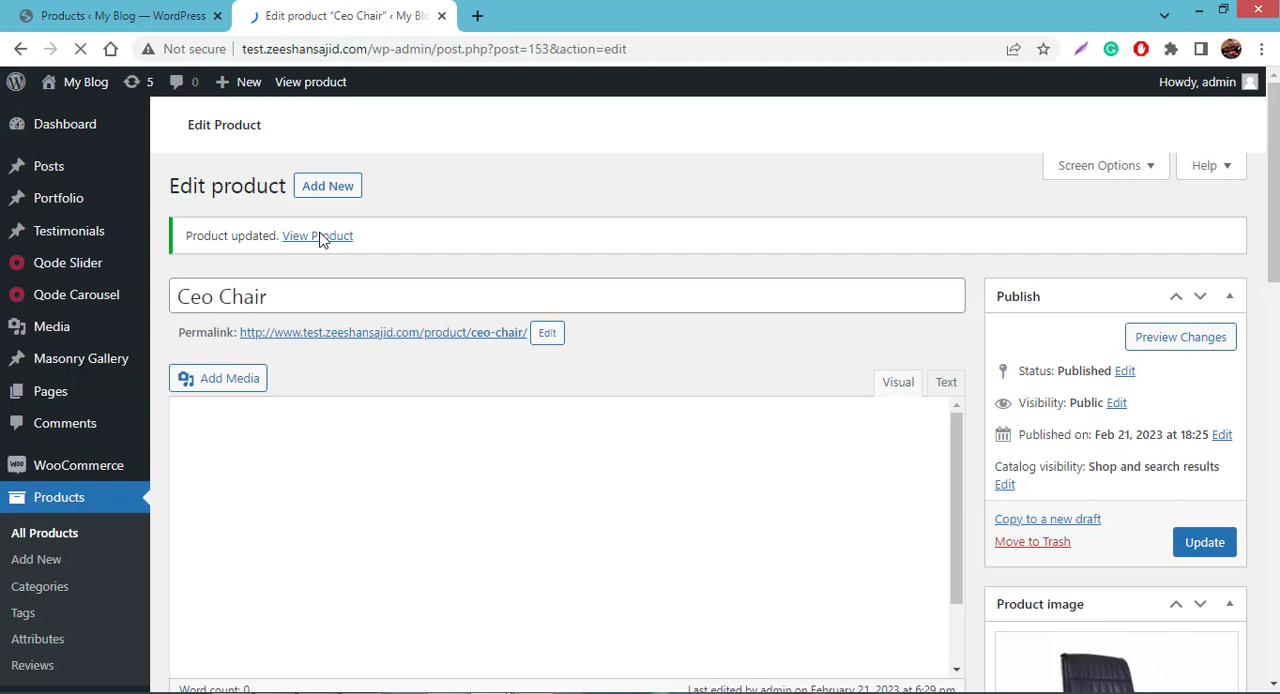 Products ‹ My Blog — WordPress
Edit product "Ceo Chair" ‹ My Blo
Not secure test.zeeshansajid.com/wp-admin/post.php?post=153&action=edit
My Blog 5 0 New View product Howdy, admin
Dashboard
Posts
Portfolio
Testimonials
Qode Slider
Qode Carousel
Media
Masonry Gallery
Pages
Comments
WooCommerce
Products
All Products
Add New
Categories
Tags
Attributes
Reviews
Edit Product
Screen Options Help
Edit product Add New
Product updated. View Product
Ceo Chair
Permalink: http://www.test.zeeshansajid.com/product/ceo-chair/ Edit
Add Media Visual Text
Word count: 0 Last edited by admin on February 21, 2023 at 6:29 pm
Publish
Preview Changes
Status: Published Edit
Visibility: Public Edit
Published on: Feb 21, 2023 at 18:25 Edit
Catalog visibility: Shop and search results
Edit
Copy to a new draft
Move to Trash Update
Product image